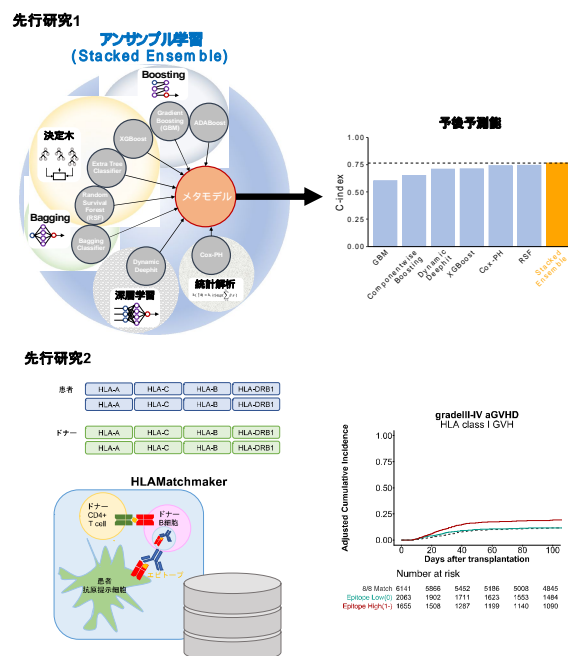 先行研究1
アンサンブル学習
(Stacked Ensemble)
Boosting
Gradient
Boosting
(GBM)
ADABoost
XGBoost
決定木
Extra Tree
Classifier
Random
Survival
Forest
(RSF)
Bagging
Bagging
Classifier
メタモデル
Dynamic
Deephit
Cox-PH
深層学習
統計解析
予後予測能
C-index
1.00
0.75
0.50
0.25
0.00
GBM
Componentwise
Boosting
Dynamic
Deephit
XGBoost
Cox-PH
RSF
Stacked
Ensemble
先行研究2
患者
HLA-A HLA-C HLA-B HLA-DRB1
HLA-A HLA-C HLA-B HLA-DRB1
ドナー
HLA-A HLA-C HLA-B HLA-DRB1
HLA-A HLA-C HLA-B HLA-DRB1
HLAMatchmaker
ドナー
CD4+
T cell
ドナー
B細胞
エピトープ
患者
抗原提示細胞
gradeIII-IV aGVHD
HLA class I GVH
Adjusted Cumulative Incidence
1.00
0.75
0.50
0.25
0.00
0 20 40 60 80 100
Days after transplantation
Number at risk
8/8 Match 6141 5866 5452 5186 5008 4845
Epitope Low(0) 2063 1902 1711 1623 1553 1484
Epitope High(1-) 1655 1508 1287 1199 1140 1090